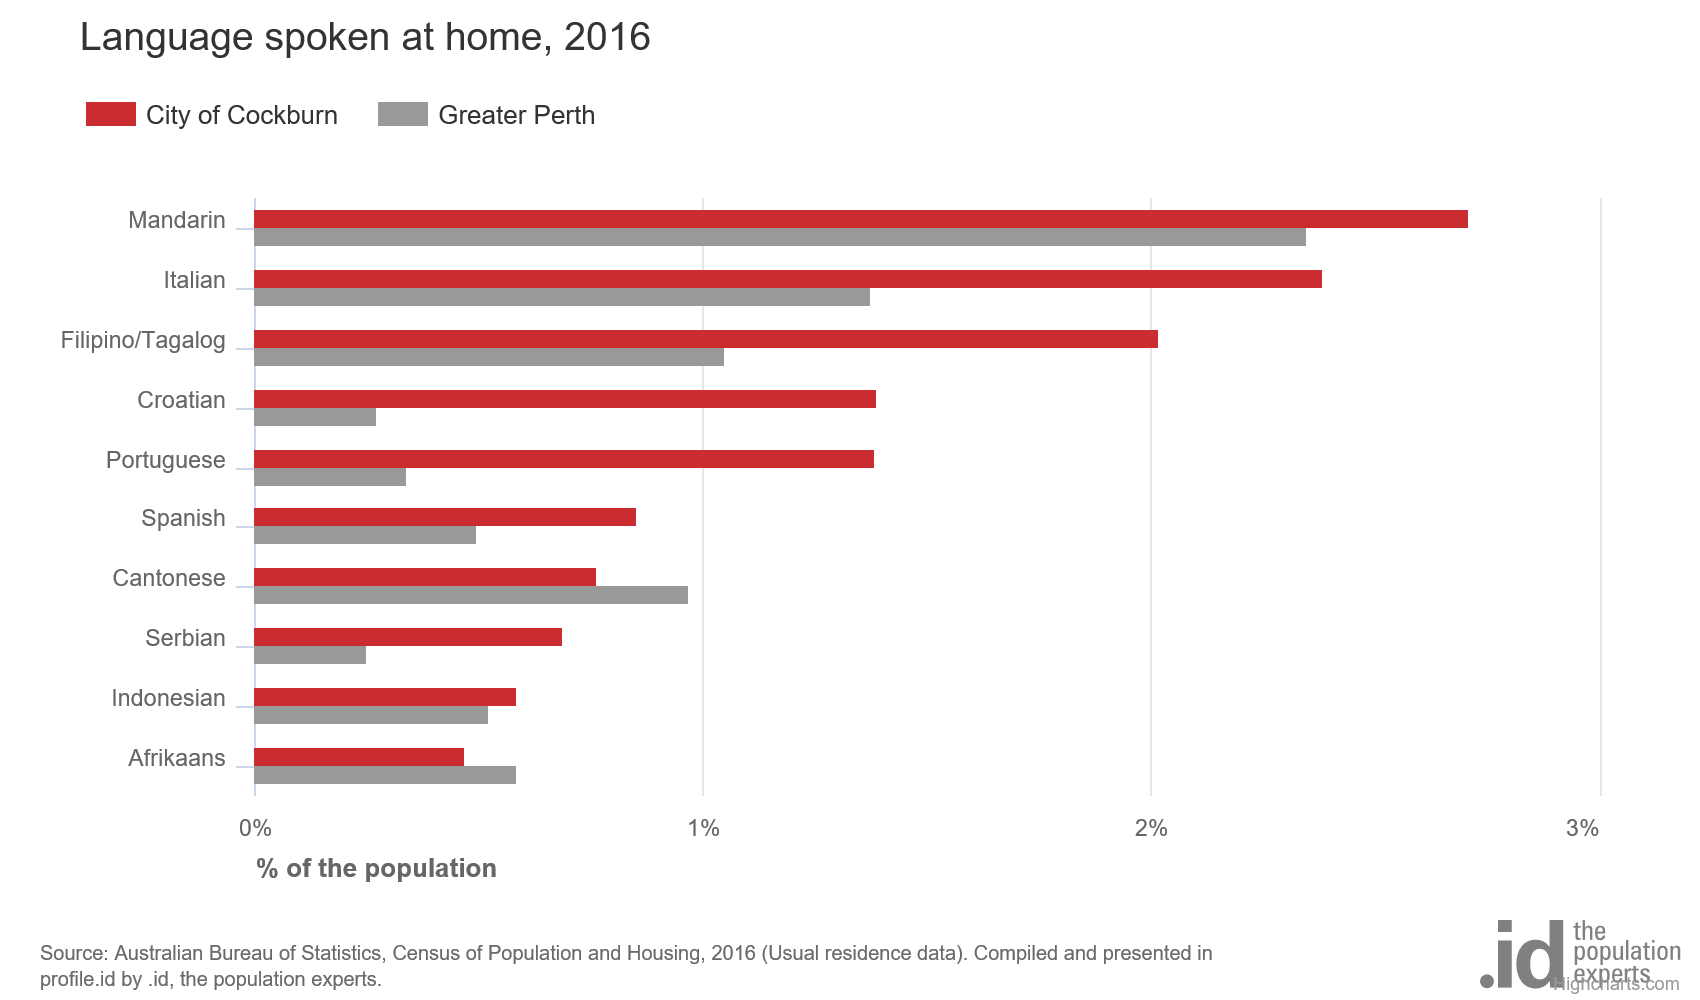 Language spoken at home, 2016
City of Cockburn
Greater Perth
Mandarin
Italian
Filipino/Tagalog
Croatian
Portuguese
Spanish
Cantonese
Serbian
Indonesian
Afrikaans
0%
1%
2%
3%
% of the population
Source: Australian Bureau of Statistics, Census of Population and Housing, 2016 (Usual residence data). Compiled and presented in
profile.id by .id, the population experts.
.id
the
population
experts
Highcharts.com